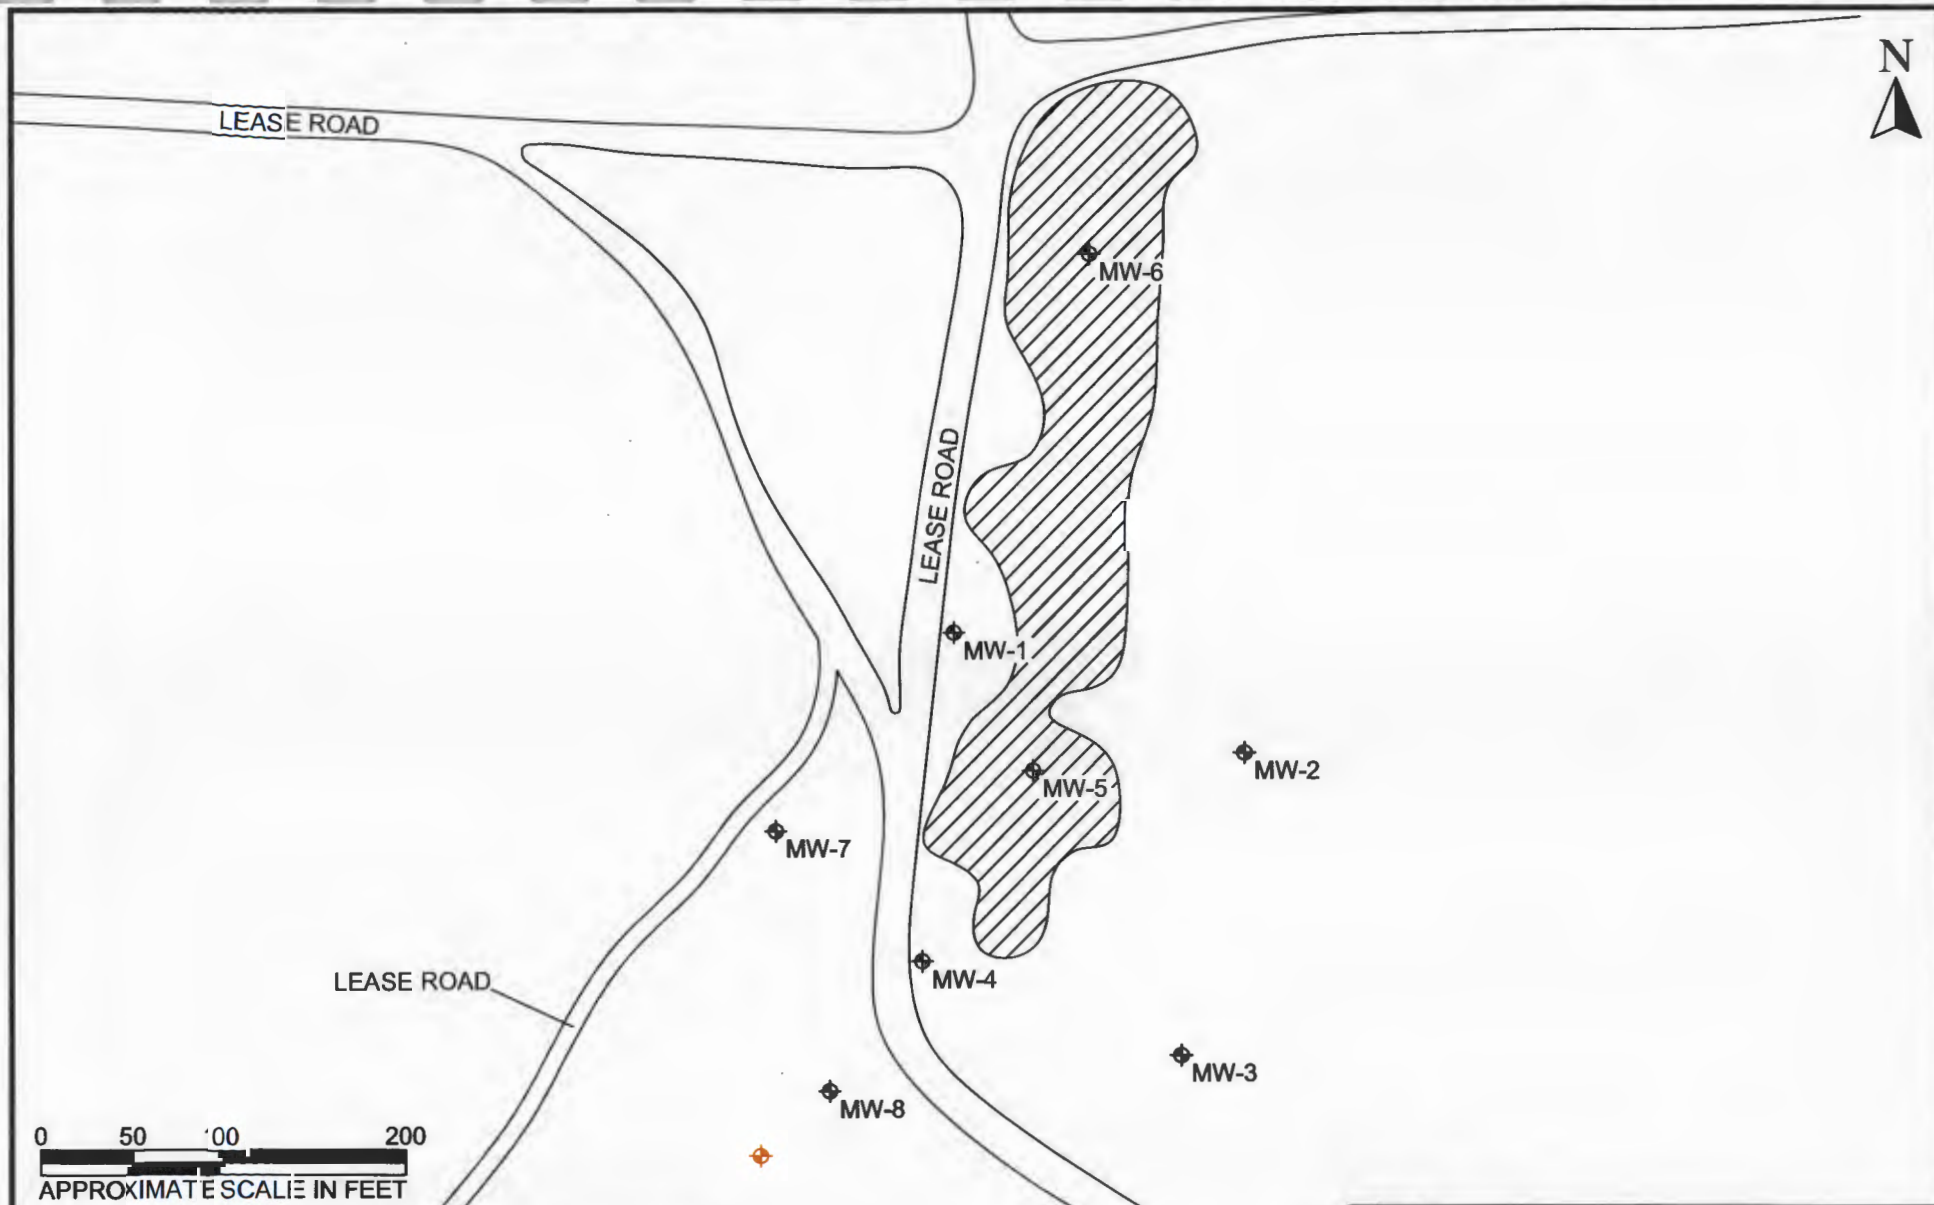 N
LEASE ROAD
MW-6
LEASE ROAD
MW-1
MW-2
MW-5
MW-7
LEASE ROAD
MW-4
MW-3
MW-8
0 50 100 200
APPROXIMATE SCALE IN FEET